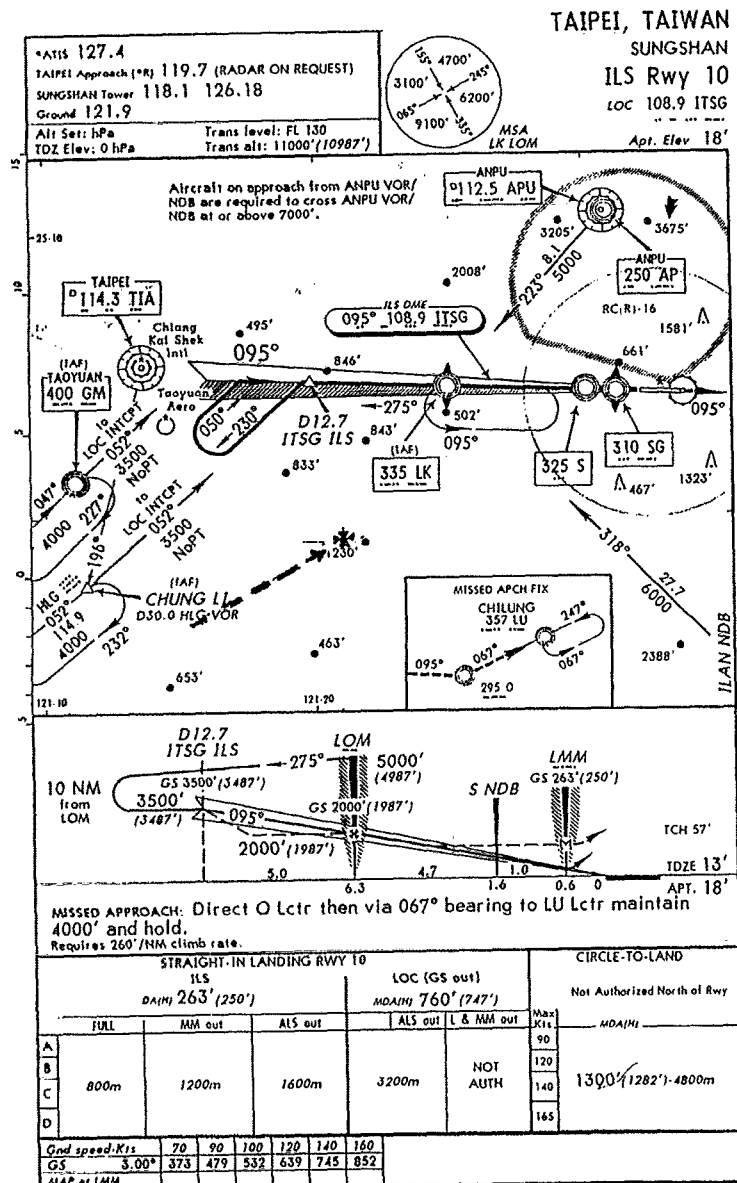 TAIPEI, TAIWAN
SUNGSHAN
ILS Rwy 10
LOC 108.9 ITSG
Apt. Elev 18'
*ATIS 127.4
TAIPEI Approach (*R) 119.7 (RADAR ON REQUEST)
SUNGSHAN Tower 118.1 126.18
Ground 121.9
Alt Set: hPa Trans level: FL 130
TDZ Elev: 0 hPa Trans alt: 11000'(10987')
155° 4700' 245°
3100' 6200'
065° 9100' 335°
MSA
LK LOM
15
Aircraft on approach from ANPU VOR/
NDB are required to cross ANPU VOR/
NDB at or above 7000'.
ANPU
D112.5 APU
3205' 3675'
25-10
8.1
5000
223°
ANPU
250 AP
RC(R)-16
1581'
2008'
TAIPEI
D114.3 TIA
10
ILS DME
095° 108.9 ITSG
495'
Chiang
Kai Shek
Intl
095°
846'
661'
(IAF)
TAOYUAN
400 GM
Taoyuan
Aero
050°
230°
D12.7
ITSG ILS
275°
502'
095°
095°
843'
(IAF)
335 LK
325 S
310 SG
5
to
LOC INTCPT
052°
3500
NoPT
833'
467'
1323'
047°
4000
227°
to
LOC INTCPT
052°
3500
NoPT
196°
1230'
318°
27.7
6000
0
HLG
052°
114.9
4000
(IAF)
CHUNG LI
D30.0 HLG VOR
232°
MISSED APCH FIX
CHILUNG
357 LU
247°
067°
067°
095°
295 O
463'
653'
2388'
ILAN NDB
121-10 121-20
5
D12.7
ITSG ILS
LOM
LMM
10 NM
from
LOM
275° 5000'
(4987')
GS 3500'(3487')
3500'
(3487')
095°
GS 2000'(1987')
2000'(1987')
S NDB
GS 263'(250')
TCH 57'
TDZE 13'
APT. 18'
5.0 4.7 1.0
6.3 1.6 0.6 0
MISSED APPROACH: Direct O Lctr then via 067° bearing to LU Lctr maintain
4000' and hold.
Requires 260'/NM climb rate.
STRAIGHT-IN LANDING RWY 10 CIRCLE-TO-LAND
ILS LOC (GS out)
DA(H) 263'(250') MDA(H) 760'(747')
Not Authorized North of Rwy
FULL MM out ALS out ALS out L & MM out Max Kts MDA(H)
A 90
B 120
C 140
D 165
800m 1200m 1600m 3200m NOT AUTH 1300'(1282')-4800m
Gnd speed-Kts 70 90 100 120 140 160
GS 3.00° 373 479 532 639 745 852
MAP at LMM